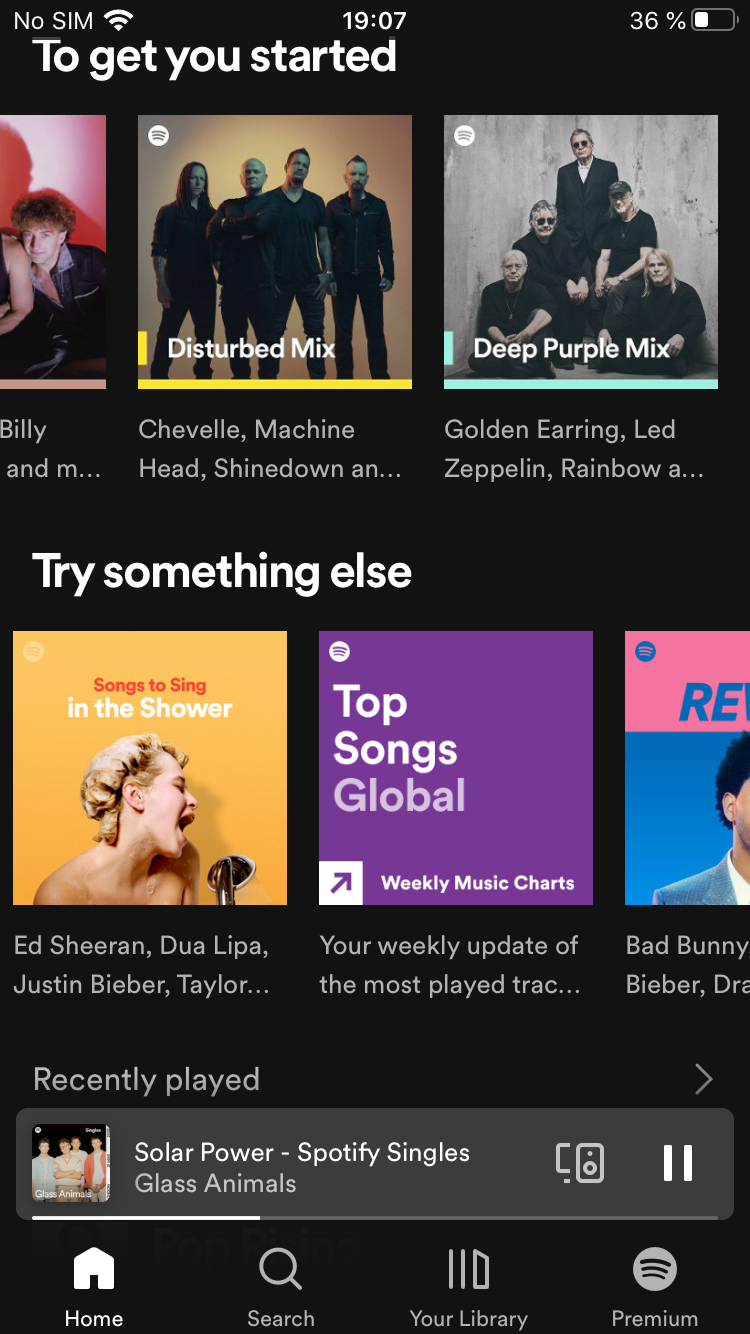 No SIM 19:07 36 %
To get you started
Disturbed Mix
Deep Purple Mix
Billy
and m...
Chevelle, Machine
Head, Shinedown an...
Golden Earring, Led
Zeppelin, Rainbow a...
Try something else
Songs to Sing
in the Shower
Top
Songs
Global
Weekly Music Charts
REV
Ed Sheeran, Dua Lipa,
Justin Bieber, Taylor...
Your weekly update of
the most played trac...
Bad Bunny,
Bieber, Dra
Recently played
Singles
Glass Animals
Solar Power - Spotify Singles
Glass Animals
Pop Rising
Home
Search
Your Library
Premium